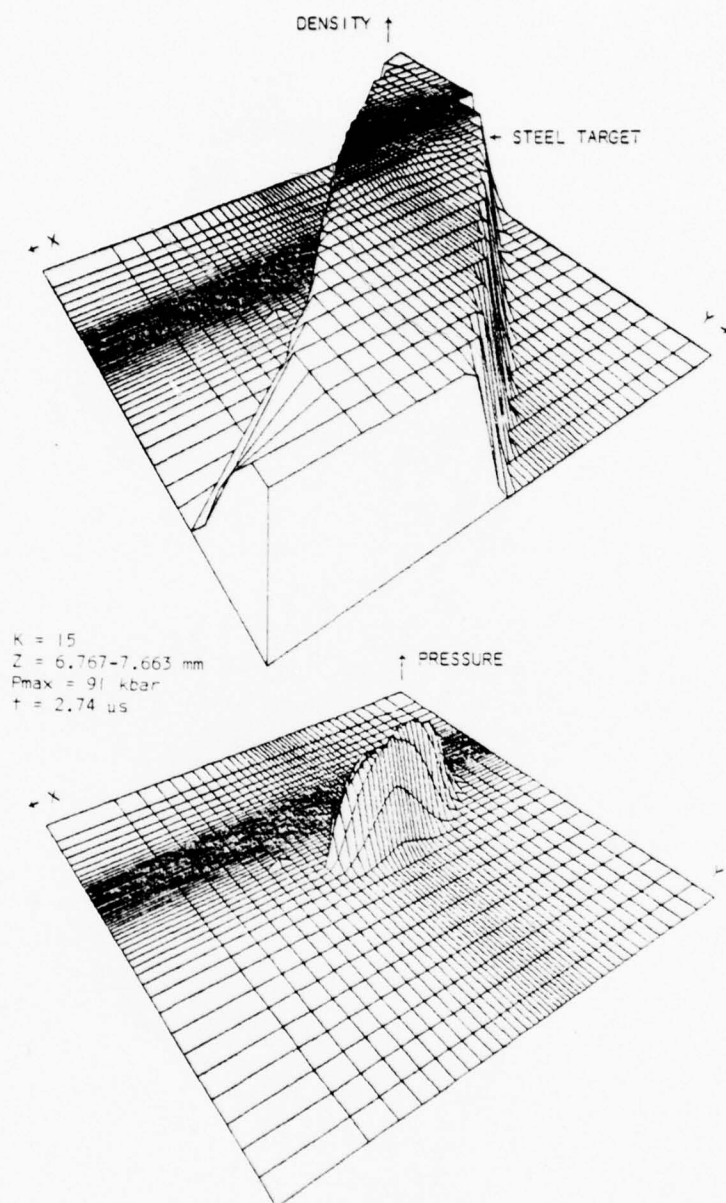 DENSITY ↑
← STEEL TARGET
← X
Y
K = 15
Z = 6.767-7.663 mm
Pmax = 91 kbar
t = 2.74 us
↑ PRESSURE
← X
Y